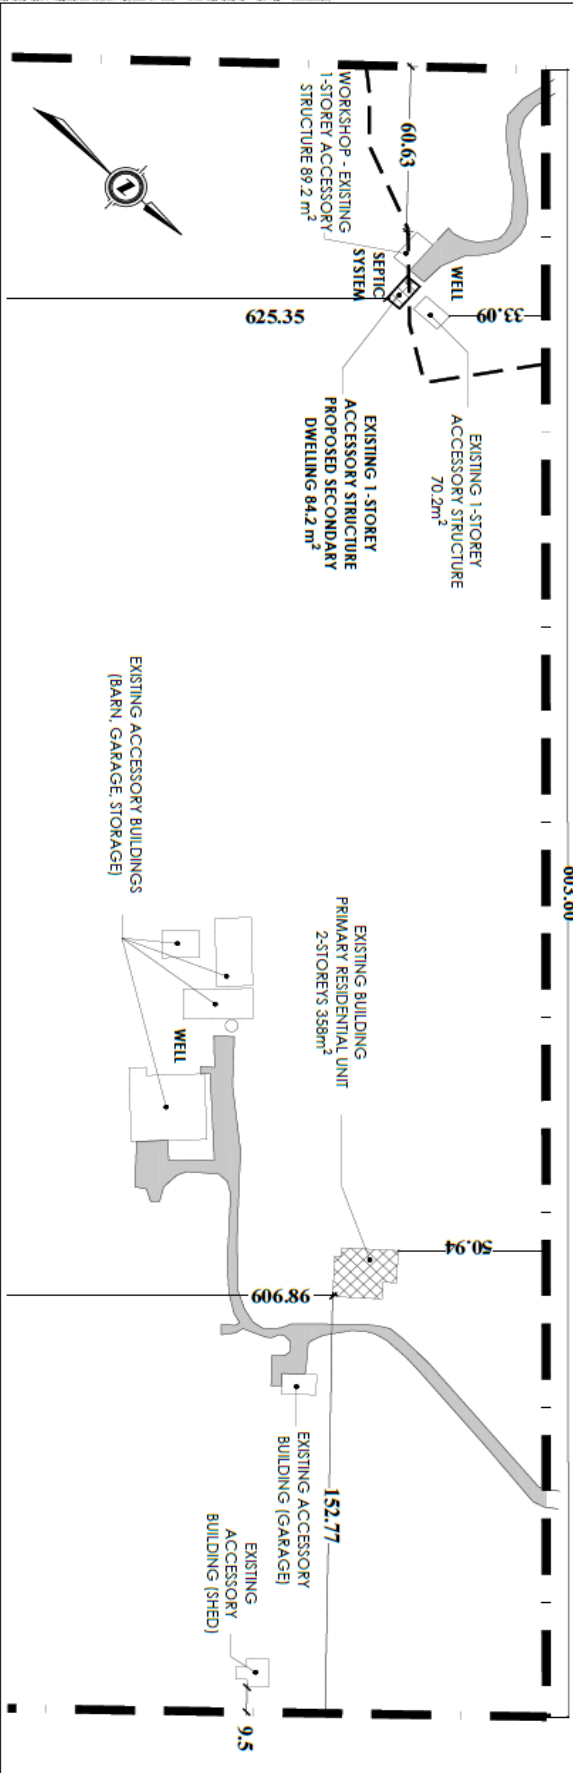 60.63
WORKSHOP - EXISTING
1-STOREY ACCESSORY
STRUCTURE 89.2 m²
SEPTIC
SYSTEM
WELL
33.09
625.35
EXISTING 1-STOREY
ACCESSORY STRUCTURE
70.2m²
EXISTING 1-STOREY
ACCESSORY STRUCTURE
PROPOSED SECONDARY
DWELLING 84.2 m²
EXISTING ACCESSORY BUILDINGS
(BARN, GARAGE, STORAGE)
EXISTING BUILDING
PRIMARY RESIDENTIAL UNIT
2-STOREYS 358m²
WELL
50.94
606.86
EXISTING ACCESSORY
BUILDING (GARAGE)
152.77
EXISTING
ACCESSORY
BUILDING (SHED)
9.5